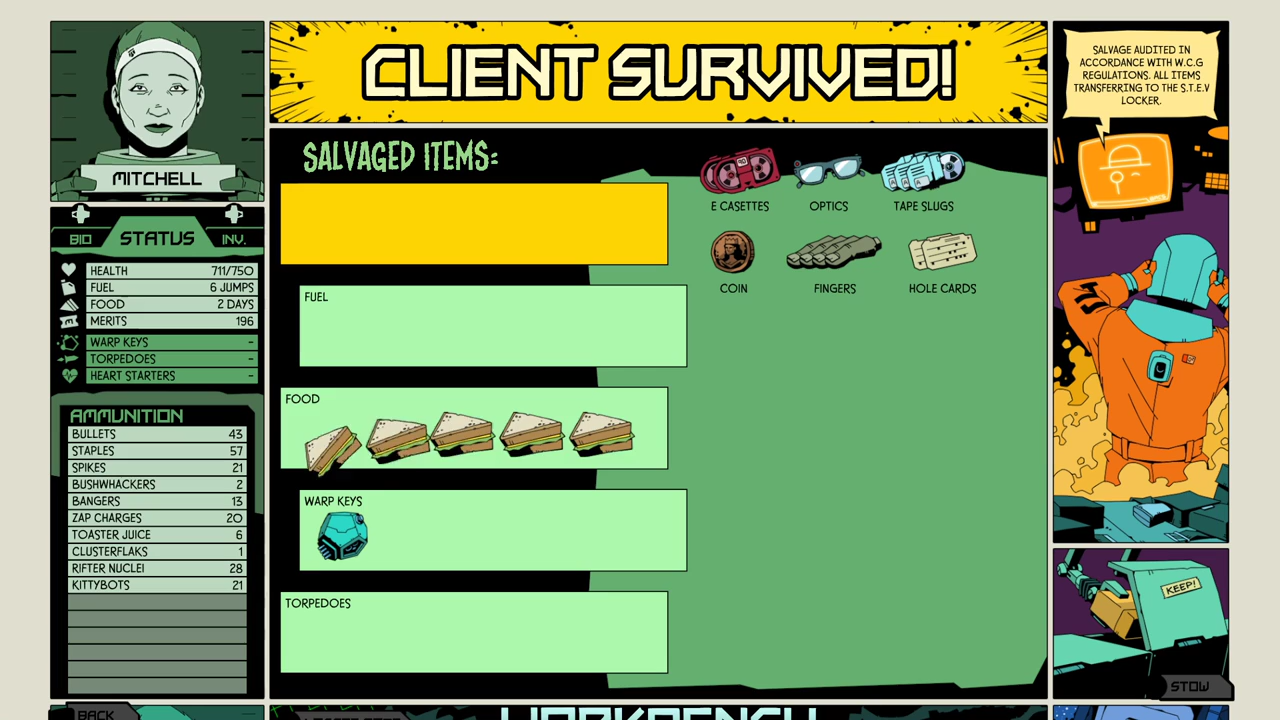 MITCHELL
BIO
STATUS
INV.
HEALTH 711/750
FUEL 6 JUMPS
FOOD 2 DAYS
MERITS 196
WARP KEYS -
TORPEDOES -
HEART STARTERS -
AMMUNITION
BULLETS 43
STAPLES 57
SPIKES 21
BUSHWHACKERS 2
BANGERS 13
ZAP CHARGES 20
TOASTER JUICE 6
CLUSTERFLAKS 1
RIFTER NUCLEI 28
KITTYBOTS 21
BACK
CLIENT SURVIVED!
SALVAGED ITEMS:
FUEL
FOOD
WARP KEYS
TORPEDOES
E CASETTES
OPTICS
TAPE SLUGS
COIN
FINGERS
HOLE CARDS
SALVAGE AUDITED IN
ACCORDANCE WITH W.C.G
REGULATIONS. ALL ITEMS
TRANSFERRING TO THE S.T.E.V
LOCKER.
KEEP!
STOW